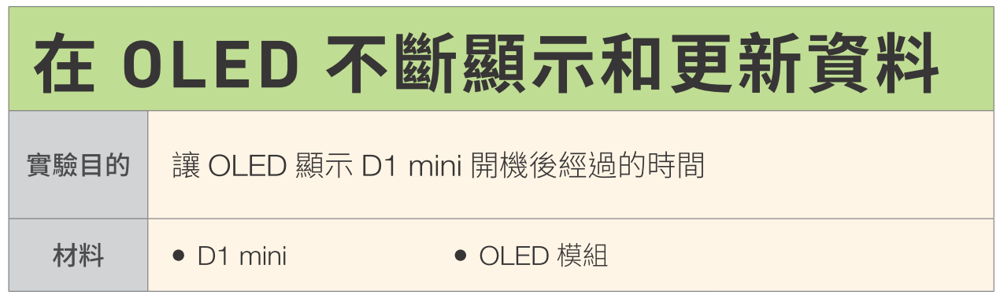 在 OLED 不斷顯示和更新資料
實驗目的 讓 OLED 顯示 D1 mini 開機後經過的時間
材料 • D1 mini • OLED 模組